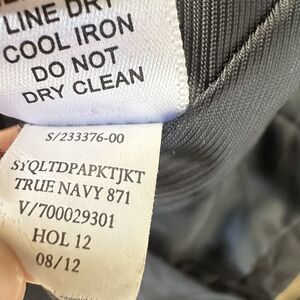 LINE DRY
COOL IRON
DO NOT
DRY CLEAN
S/233376-00
SYQLTDPAPKTJKT
TRUE NAVY 871
V/700029301
HOL 12
08/12